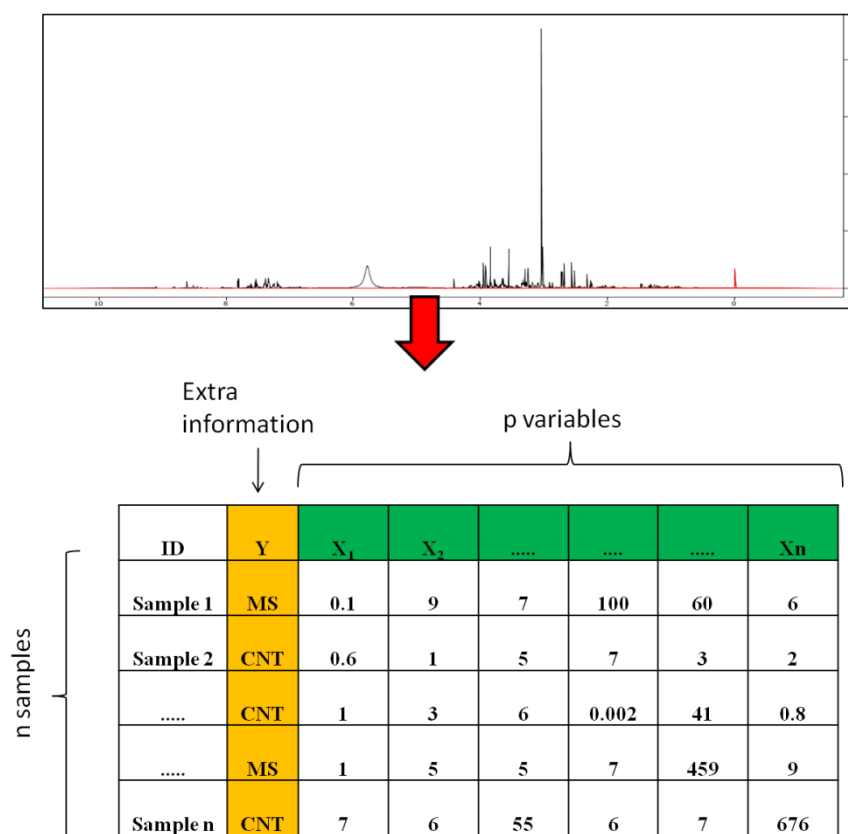 10 8 6 4 2 0
Extra
information
p variables
n samples
ID Y X₁ X₂ ..... .... ..... Xn
Sample 1 MS 0.1 9 7 100 60 6
Sample 2 CNT 0.6 1 5 7 3 2
..... CNT 1 3 6 0.002 41 0.8
..... MS 1 5 5 7 459 9
Sample n CNT 7 6 55 6 7 676